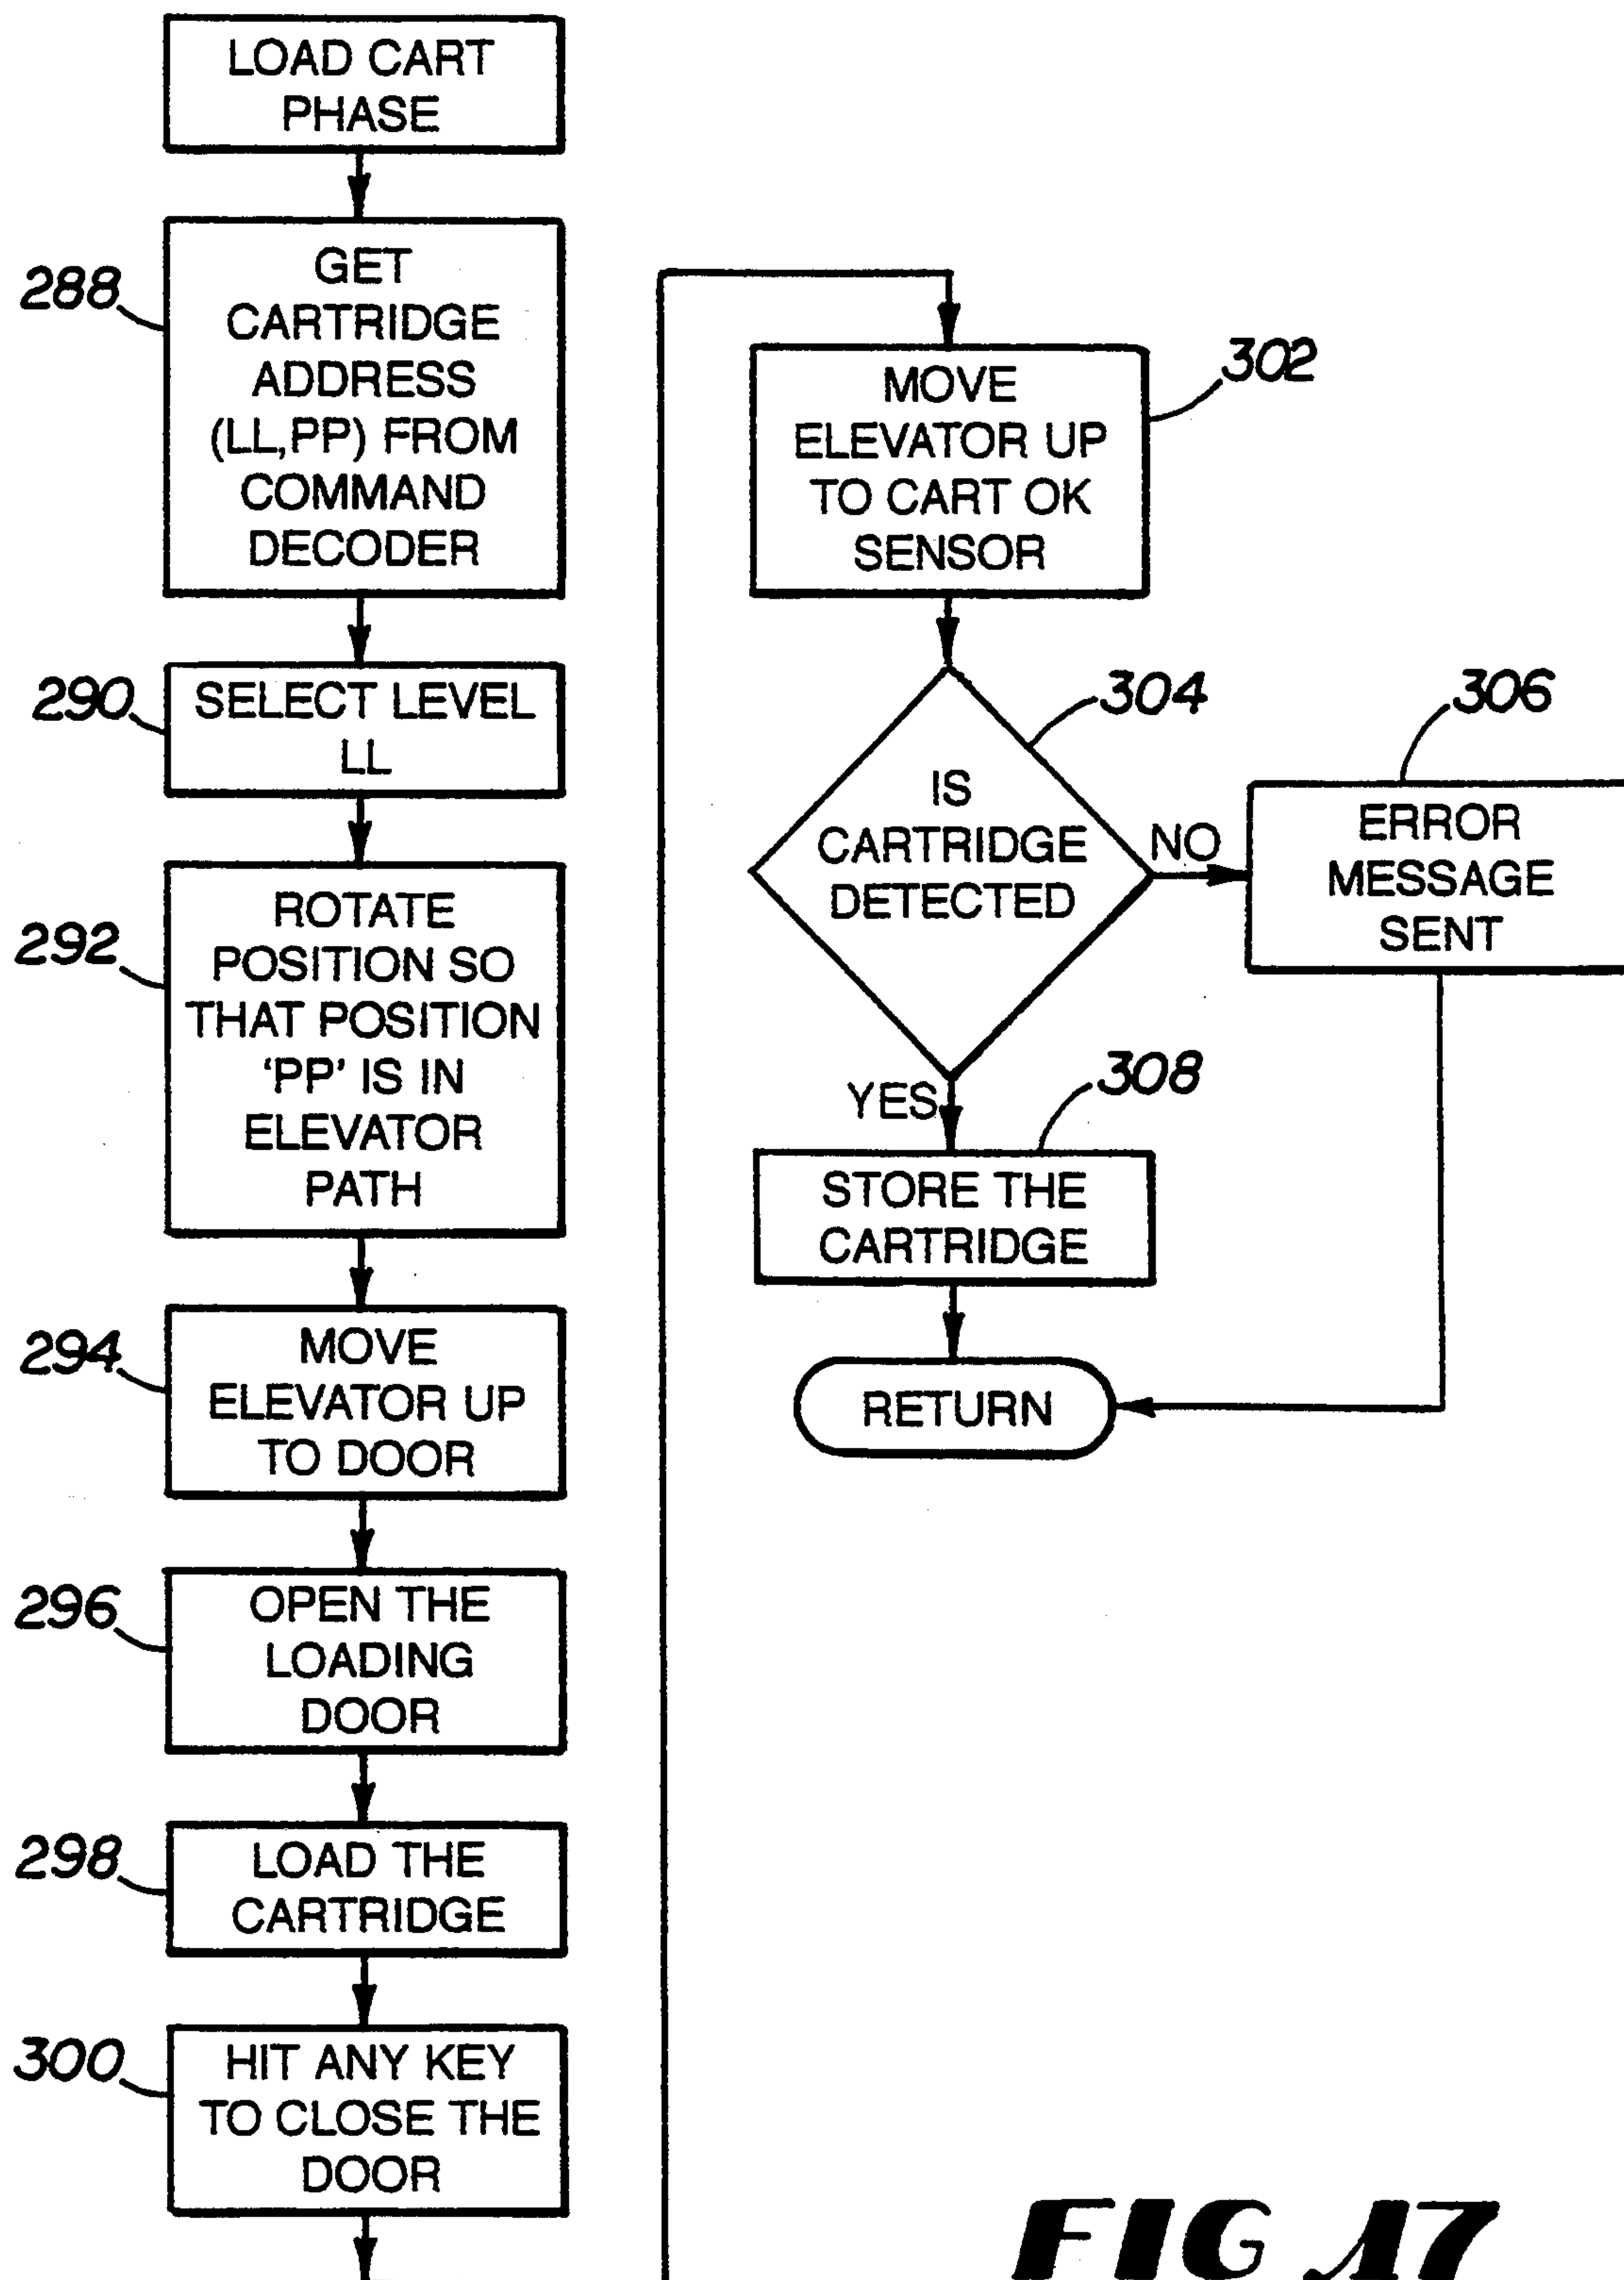 LOAD CART
PHASE
288
GET
CARTRIDGE
ADDRESS
(LL,PP) FROM
COMMAND
DECODER
290
SELECT LEVEL
LL
292
ROTATE
POSITION SO
THAT POSITION
'PP' IS IN
ELEVATOR
PATH
294
MOVE
ELEVATOR UP
TO DOOR
296
OPEN THE
LOADING
DOOR
298
LOAD THE
CARTRIDGE
300
HIT ANY KEY
TO CLOSE THE
DOOR
302
MOVE
ELEVATOR UP
TO CART OK
SENSOR
304
IS
CARTRIDGE
DETECTED
NO
306
ERROR
MESSAGE
SENT
YES
308
STORE THE
CARTRIDGE
RETURN
FIG 17